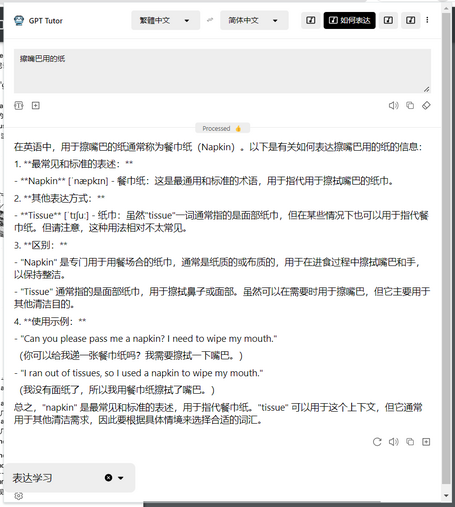 GPT Tutor
繁體中文
简体中文
如何表达
擦嘴巴用的纸
Processed 👍
在英语中，用于擦嘴巴的纸通常称为餐巾纸（Napkin）。以下是有关如何表达擦嘴巴用的纸的信息：
1. **最常见和标准的表述：**
- **Napkin** [ˈnæpkɪn] - 餐巾纸：这是最通用和标准的术语，用于指代用于擦拭嘴巴的纸巾。
2. **其他表达方式：**
- **Tissue** [ˈtɪʃuː] - 纸巾：虽然"tissue"一词通常指的是面部纸巾，但在某些情况下也可以用于指代餐
巾纸。但请注意，这种用法相对不太常见。
3. **区别：**
- "Napkin" 是专门用于用餐场合的纸巾，通常是纸质的或布质的，用于在进食过程中擦拭嘴巴和手，
以保持整洁。
- "Tissue" 通常指的是面部纸巾，用于擦拭鼻子或面部。虽然可以在需要时用于擦嘴巴，但它主要用于
其他清洁目的。
4. **使用示例：**
- "Can you please pass me a napkin? I need to wipe my mouth."
（你可以给我递一张餐巾纸吗？我需要擦拭一下嘴巴。）
- "I ran out of tissues, so I used a napkin to wipe my mouth."
（我没有面纸了，所以我用餐巾纸擦拭了嘴巴。）
总之，"napkin" 是最常见和标准的表述，用于指代餐巾纸。"tissue" 可以用于这个上下文，但它通常
用于其他清洁需求，因此要根据具体情境来选择合适的词汇。
表达学习